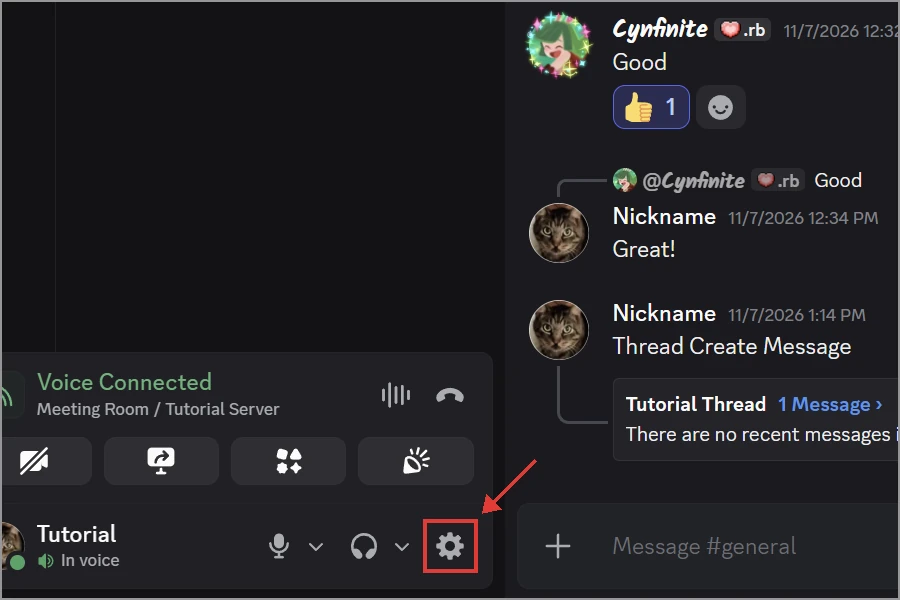 Cynfinite .rb 11/7/2026 12:32
Good
1
@Cynfinite .rb Good
Nickname 11/7/2026 12:34 PM
Great!
Nickname 11/7/2026 1:14 PM
Thread Create Message
Tutorial Thread 1 Message ›
There are no recent messages i
Voice Connected
Meeting Room / Tutorial Server
Tutorial
In voice
Message #general